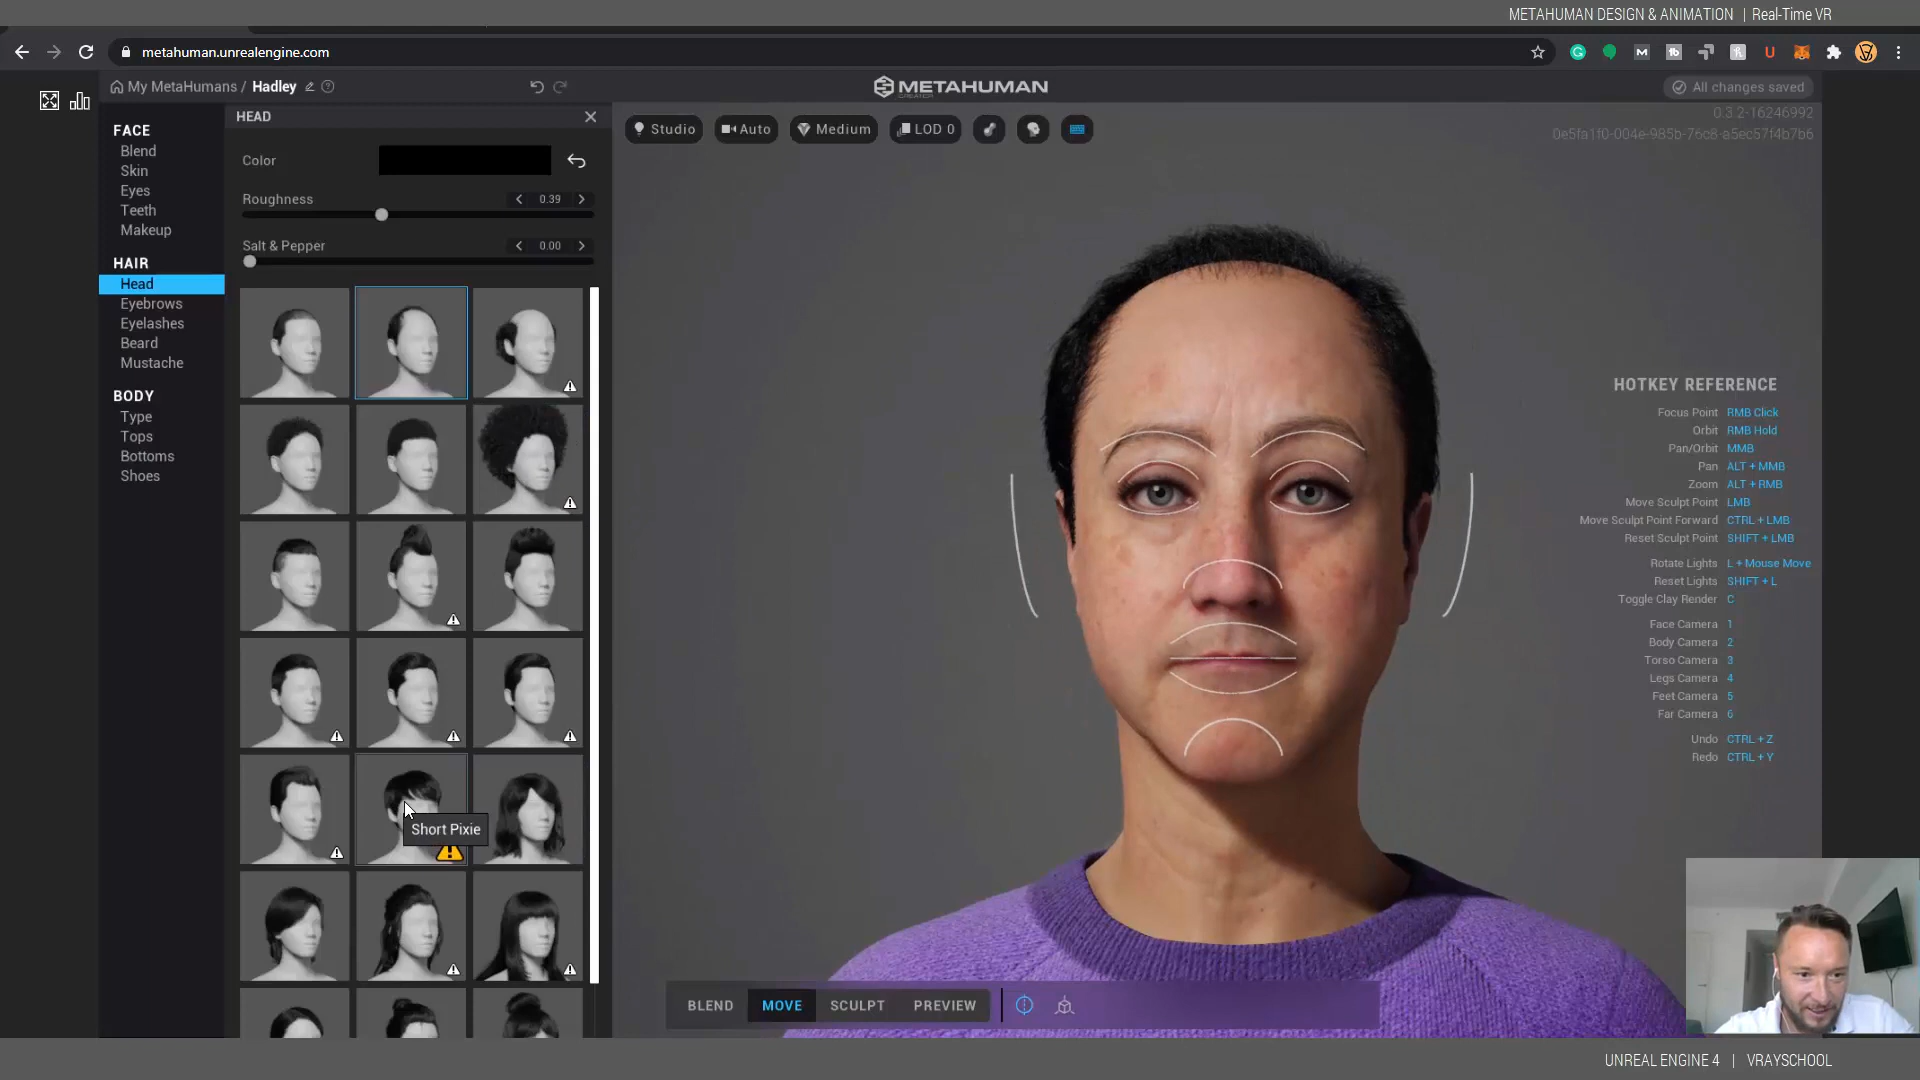 METAHUMAN DESIGN & ANIMATION | Real-Time VR
metahuman.unrealengine.com
My MetaHumans / Hadley
METAHUMAN
CREATOR
All changes saved
0.3.2-16246992
0e5fa1f0-004e-985b-76c8-a5ec57f4b7b6
FACE
Blend
Skin
Eyes
Teeth
Makeup
HAIR
Head
Eyebrows
Eyelashes
Beard
Mustache
BODY
Type
Tops
Bottoms
Shoes
HEAD
Color
Roughness 0.39
Salt & Pepper 0.00
Short Pixie
Studio
Auto
Medium
LOD 0
HOTKEY REFERENCE
Focus Point RMB Click
Orbit RMB Hold
Pan/Orbit MMB
Pan ALT + MMB
Zoom ALT + RMB
Move Sculpt Point LMB
Move Sculpt Point Forward CTRL + LMB
Reset Sculpt Point SHIFT + LMB
Rotate Lights L + Mouse Move
Reset Lights SHIFT + L
Toggle Clay Render C
Face Camera 1
Body Camera 2
Torso Camera 3
Legs Camera 4
Feet Camera 5
Far Camera 6
Undo CTRL + Z
Redo CTRL + Y
BLEND MOVE SCULPT PREVIEW
UNREAL ENGINE 4 | VRAYSCHOOL